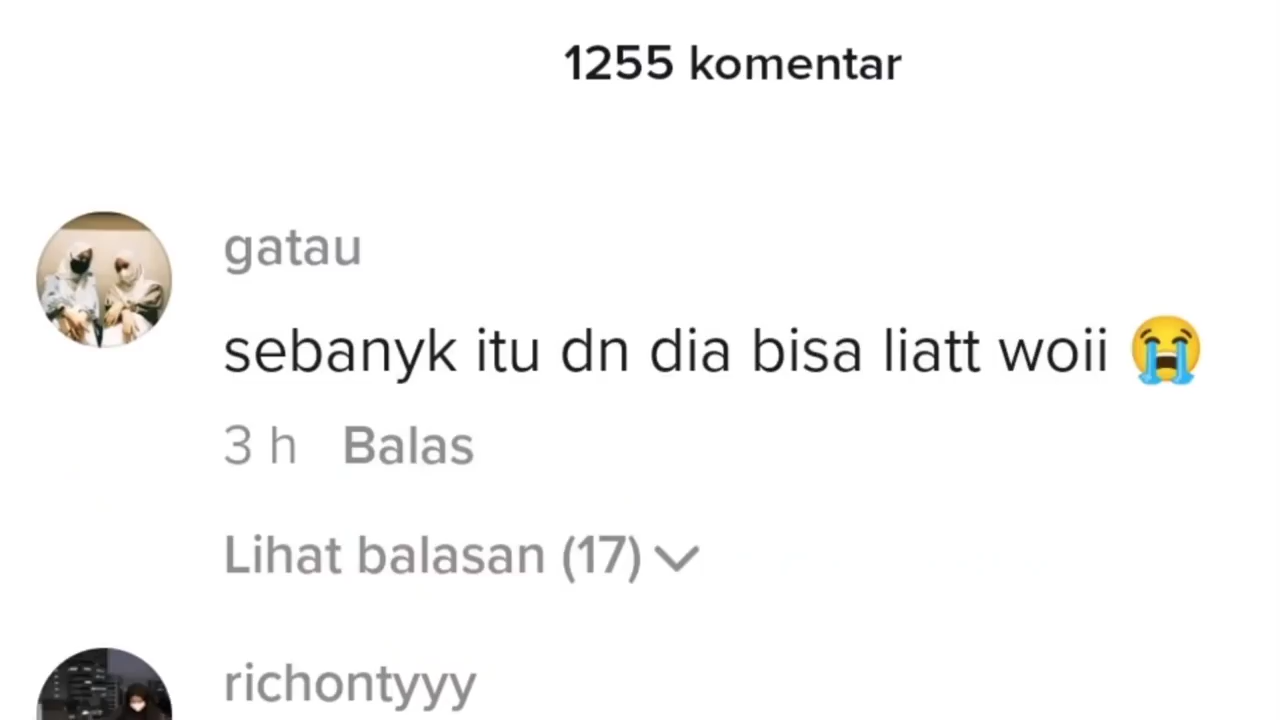 1255 komentar
gatau
sebanyk itu dn dia bisa liatt woii 😭
3 h Balas
Lihat balasan (17)
richontyyy